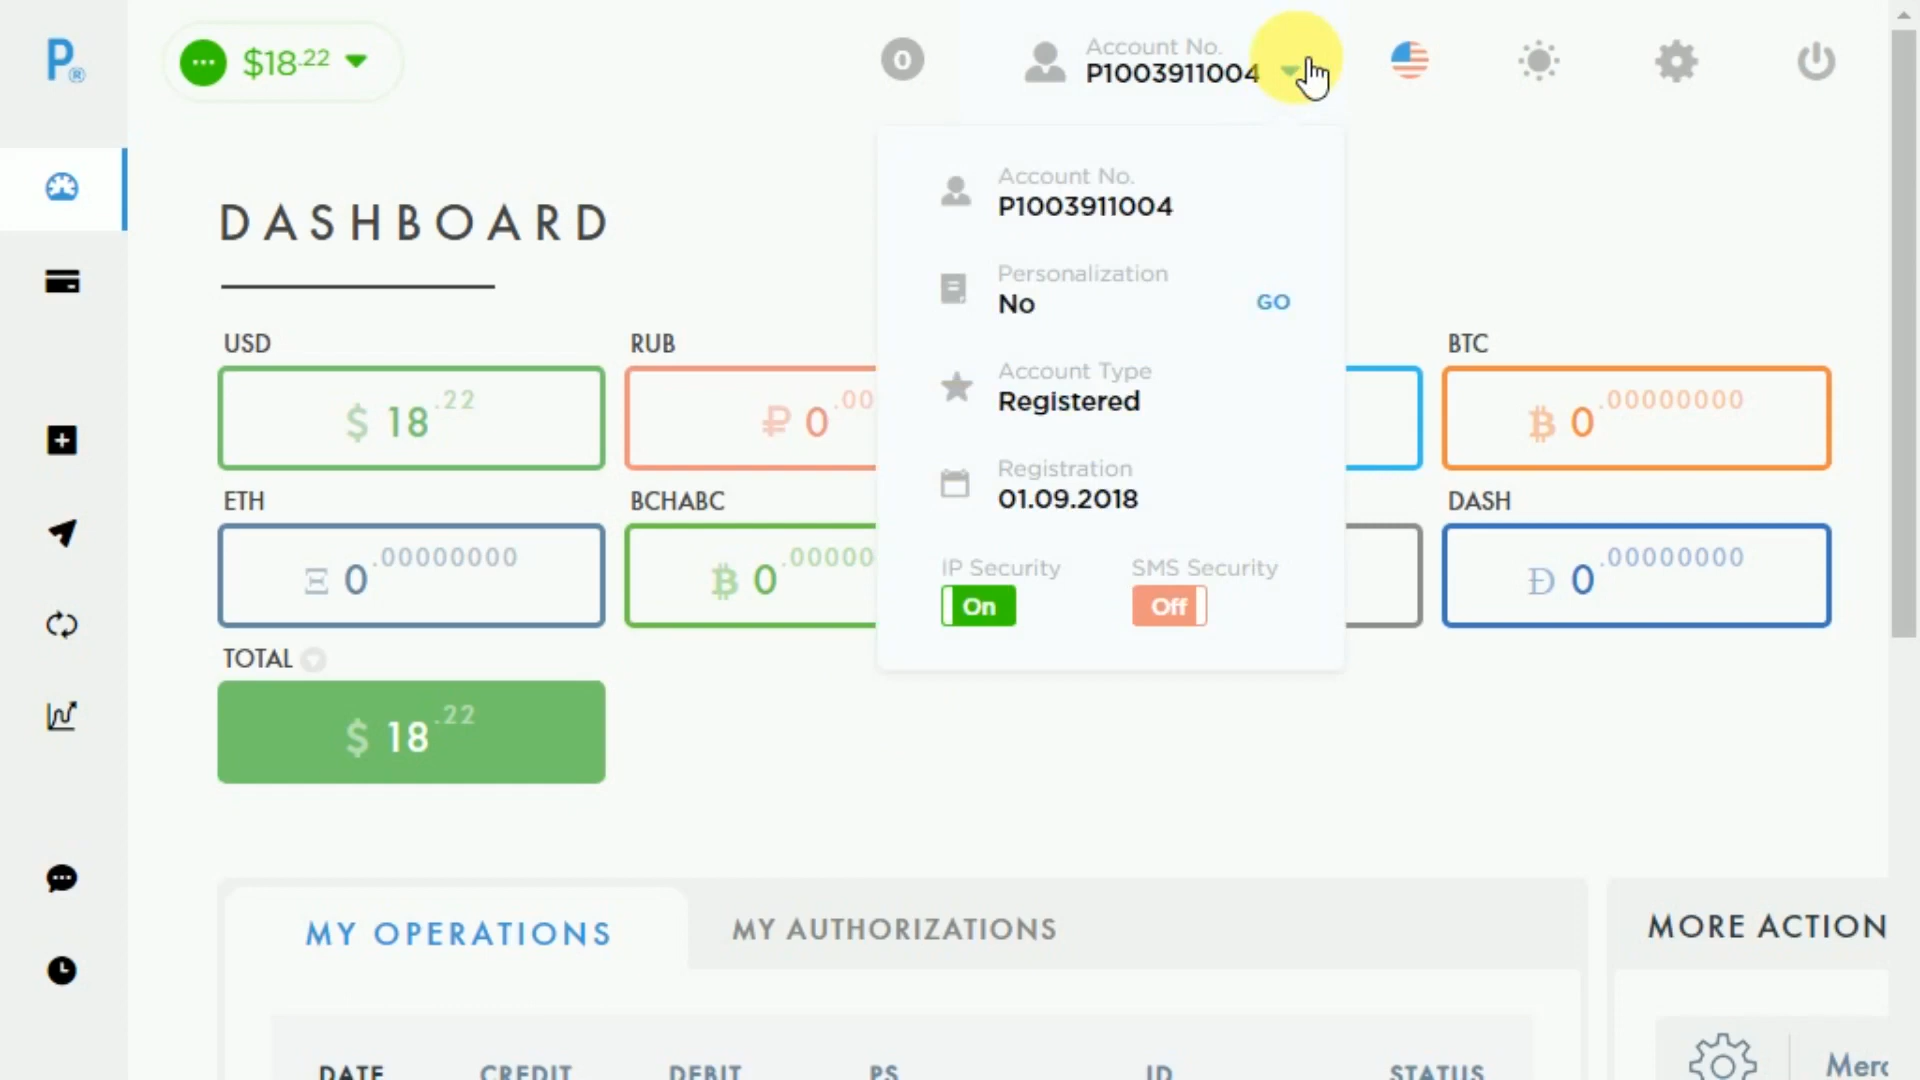 P®
$18.22
0
Account No.
P1003911004
Account No.
P1003911004
Personalization
No
GO
Account Type
Registered
Registration
01.09.2018
IP Security
SMS Security
On
Off
DASHBOARD
USD
RUB
BTC
$ 18.22
₽ 0.00
₿ 0.00000000
ETH
BCHABC
DASH
Ξ 0.00000000
₿ 0.00000
Đ 0.00000000
TOTAL
$ 18.22
MY OPERATIONS
MY AUTHORIZATIONS
MORE ACTION
DATE
CREDIT
DEBIT
PS
ID
STATUS
Merc